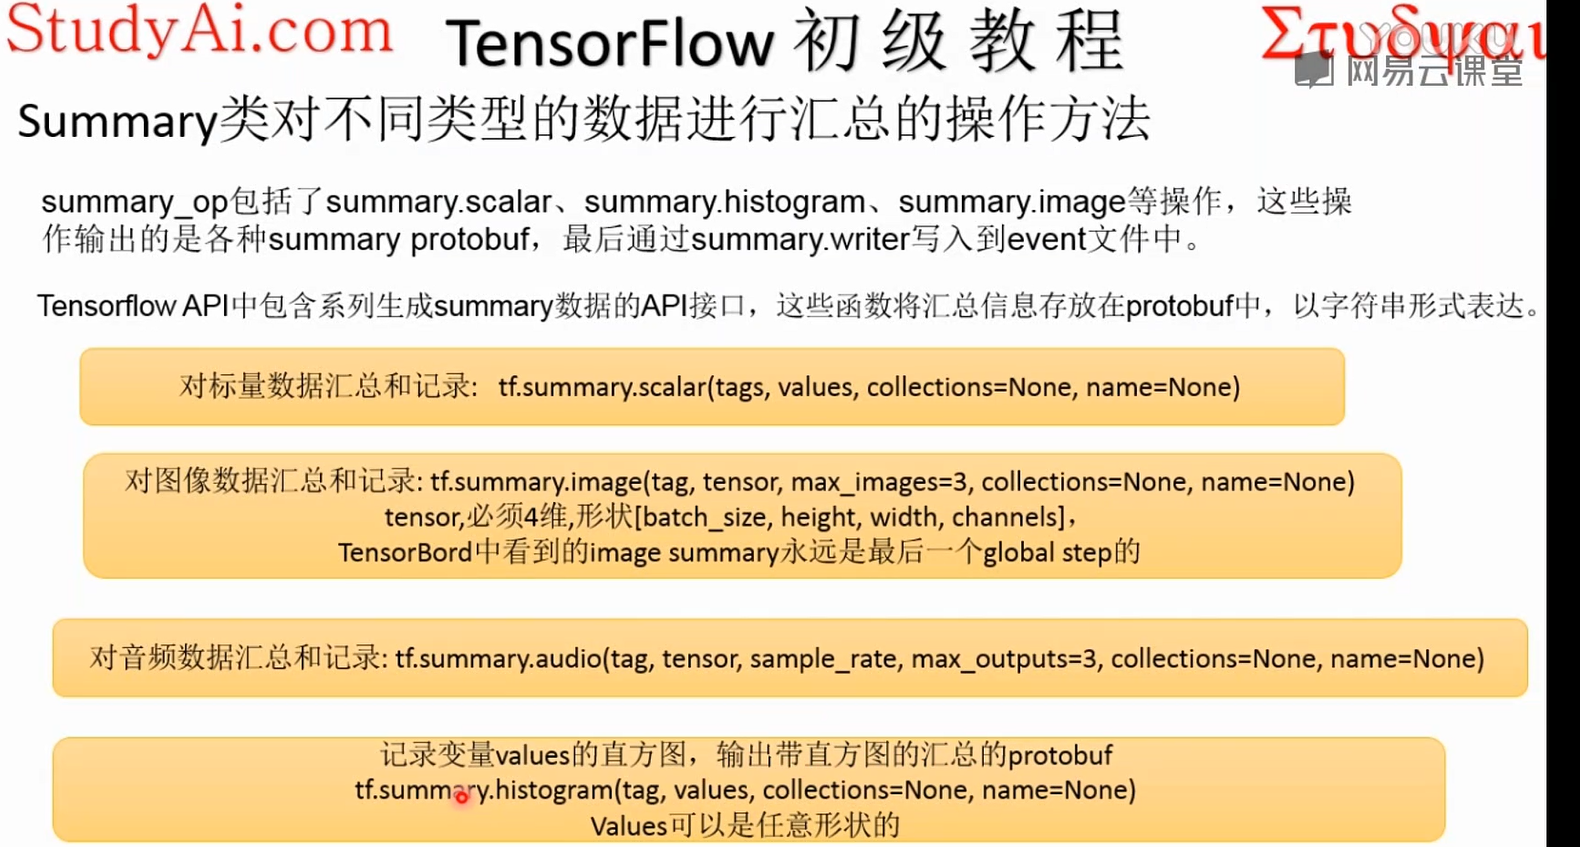 StudyAi.com
TensorFlow 初 级 教 程
Στυδψαι
YOUKU
网易云课堂
Summary类对不同类型的数据进行汇总的操作方法
summary_op包括了summary.scalar、summary.histogram、summary.image等操作，这些操
作输出的是各种summary protobuf，最后通过summary.writer写入到event文件中。
Tensorflow API中包含系列生成summary数据的API接口，这些函数将汇总信息存放在protobuf中，以字符串形式表达。
对标量数据汇总和记录: tf.summary.scalar(tags, values, collections=None, name=None)
对图像数据汇总和记录: tf.summary.image(tag, tensor, max_images=3, collections=None, name=None)
tensor,必须4维,形状[batch_size, height, width, channels],
TensorBord中看到的image summary永远是最后一个global step的
对音频数据汇总和记录: tf.summary.audio(tag, tensor, sample_rate, max_outputs=3, collections=None, name=None)
记录变量values的直方图，输出带直方图的汇总的protobuf
tf.summary.histogram(tag, values, collections=None, name=None)
Values可以是任意形状的